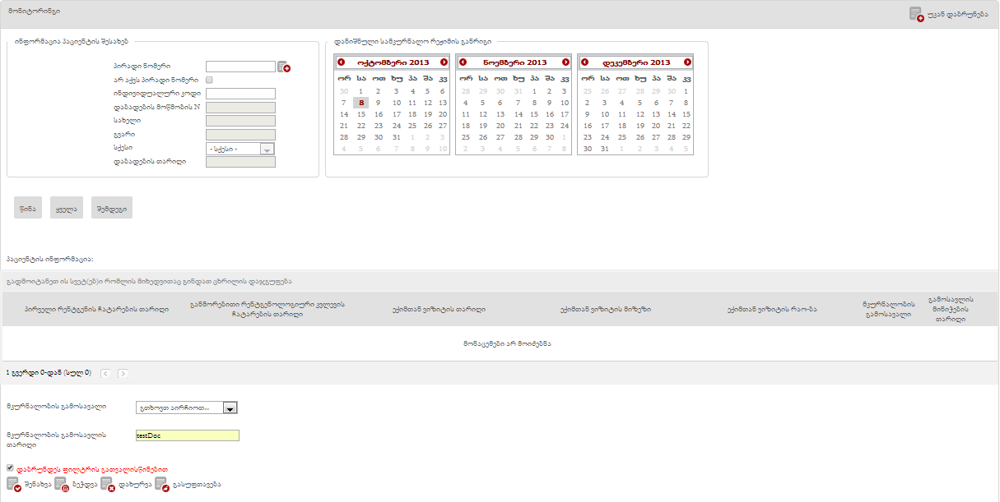 მონიტორინგი
უკან დაბრუნება
ინფორმაცია პაციენტის შესახებ
დანიშნული სამკურნალო რეჟიმის განრიგი
პირადი ნომერი
არ აქვს პირადი ნომერი
ინდივიდუალური კოდი
დაბადების მოწმობის N
სახელი
გვარი
სქესი - სქესი -
დაბადების თარიღი
ოქტომბერი 2013
ორ სა ოთ ხუ პა შა კვ
30 1 2 3 4 5 6
7 8 9 10 11 12 13
14 15 16 17 18 19 20
21 22 23 24 25 26 27
28 29 30 31 1 2 3
4 5 6 7 8 9 10
ნოემბერი 2013
ორ სა ოთ ხუ პა შა კვ
28 29 30 31 1 2 3
4 5 6 7 8 9 10
11 12 13 14 15 16 17
18 19 20 21 22 23 24
25 26 27 28 29 30 1
2 3 4 5 6 7 8
დეკემბერი 2013
ორ სა ოთ ხუ პა შა კვ
25 26 27 28 29 30 1
2 3 4 5 6 7 8
9 10 11 12 13 14 15
16 17 18 19 20 21 22
23 24 25 26 27 28 29
30 31 1 2 3 4 5
წინა ყველა შემდეგი
პაციენტის ინფორმაცია:
გადმოიტანეთ ის სვეტ(ებ)ი რომლის მიხედვითაც გინდათ ცხრილის დაჯგუფება
პირველი რენტგენის ჩატარების თარიღი
განმორებითი რენტგენოლოგიური კვლევის
ჩატარების თარიღი
ექიმთან ვიზიტის თარიღი
ექიმთან ვიზიტის მიზეზი
ექიმთან ვიზიტის რაო-ბა
მკურნალობის
გამოსავალი
გამოსავლის
მინიჭების
თარიღი
მონაცემები არ მოიძებნა
1 გვერდი 0-დან (სულ 0)
მკურნალობის გამოსავალი გთხოვთ აირჩიოთ...
მკურნალობის გამოსავლის
თარიღი
testDoc
დაბრუნდეს ფილტრის გათვალისწინებით
შენახვა ბეჭდვა დახურვა გასუფთავება